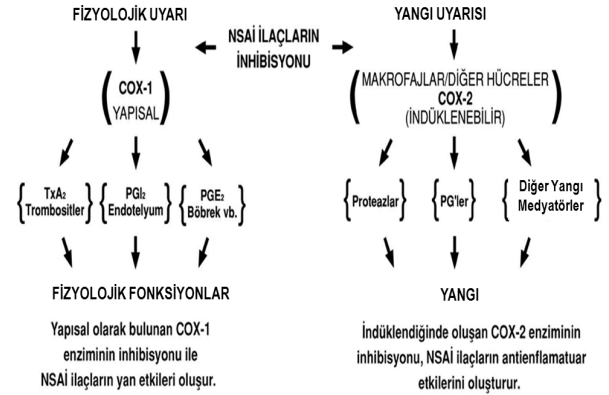 FİZYOLOJİK UYARI
NSAİ İLAÇLARIN
İNHİBİSYONU
YANGI UYARISI
COX-1
YAPISAL
MAKROFAJLAR/DİĞER HÜCRELER
COX-2
(İNDÜKLENEBİLİR)
TxA₂
Trombositler
PGI₂
Endotelyum
PGE₂
Böbrek vb.
Proteazlar
PG'ler
Diğer Yangı
Medyatörler
FİZYOLOJİK FONKSİYONLAR
YANGI
Yapısal olarak bulunan COX-1
enziminin inhibisyonu ile
NSAİ ilaçların yan etkileri oluşur.
İndüklendiğinde oluşan COX-2 enziminin
inhibisyonu, NSAİ ilaçların antienflamatuar
etkilerini oluşturur.